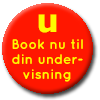 u
Book nu til
din under-
visning